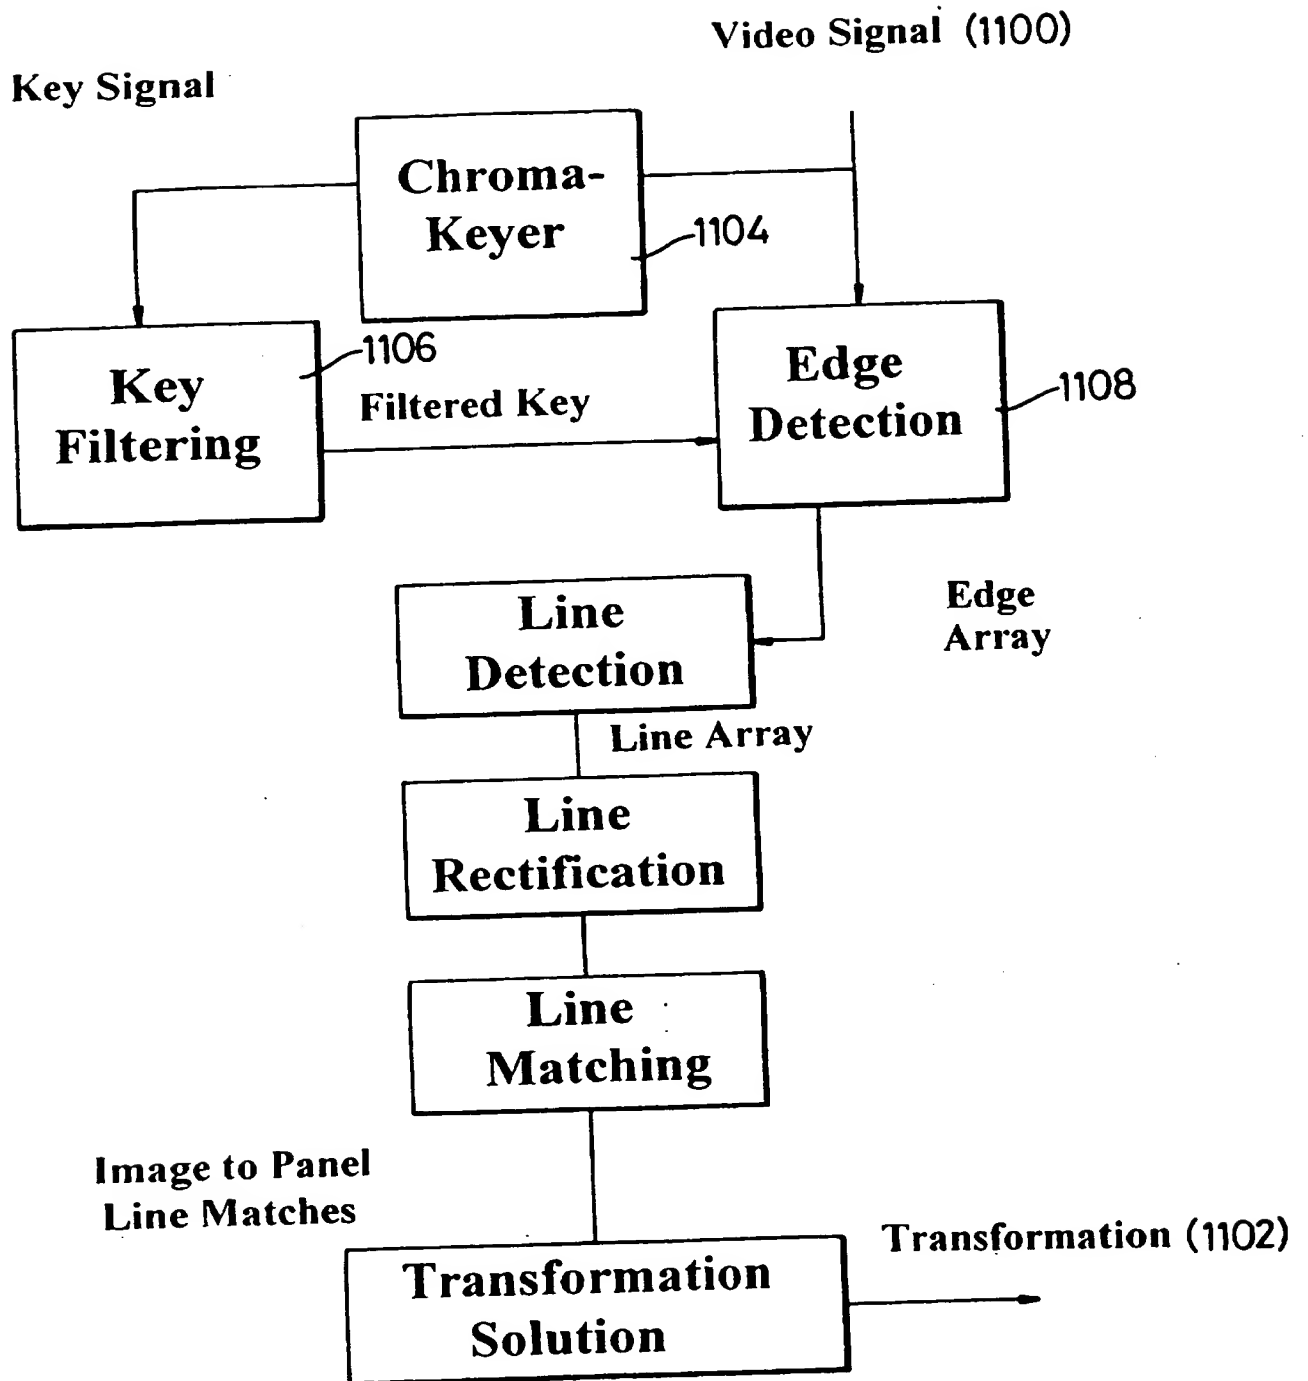 Video Signal (1100)
Key Signal
Chroma-
Keyer
1104
1106
Key
Filtering
Filtered Key
Edge
Detection
1108
Edge
Array
Line
Detection
Line Array
Line
Rectification
Line
Matching
Image to Panel
Line Matches
Transformation (1102)
Transformation
Solution